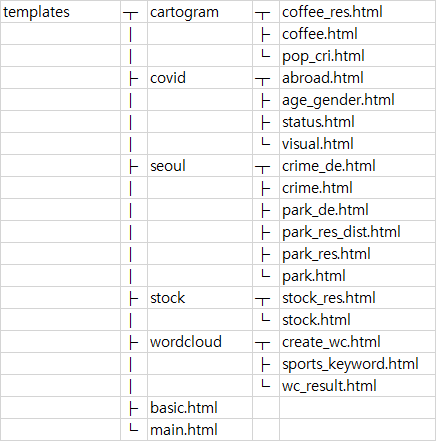 templates ┬ cartogram ┬ coffee_res.html
│ ├ coffee.html
│ └ pop_cri.html
├ covid ┬ abroad.html
│ ├ age_gender.html
│ ├ status.html
│ └ visual.html
├ seoul ┬ crime_de.html
│ ├ crime.html
│ ├ park_de.html
│ ├ park_res_dist.html
│ ├ park_res.html
│ └ park.html
├ stock ┬ stock_res.html
│ └ stock.html
├ wordcloud ┬ create_wc.html
│ ├ sports_keyword.html
│ └ wc_result.html
├ basic.html
└ main.html